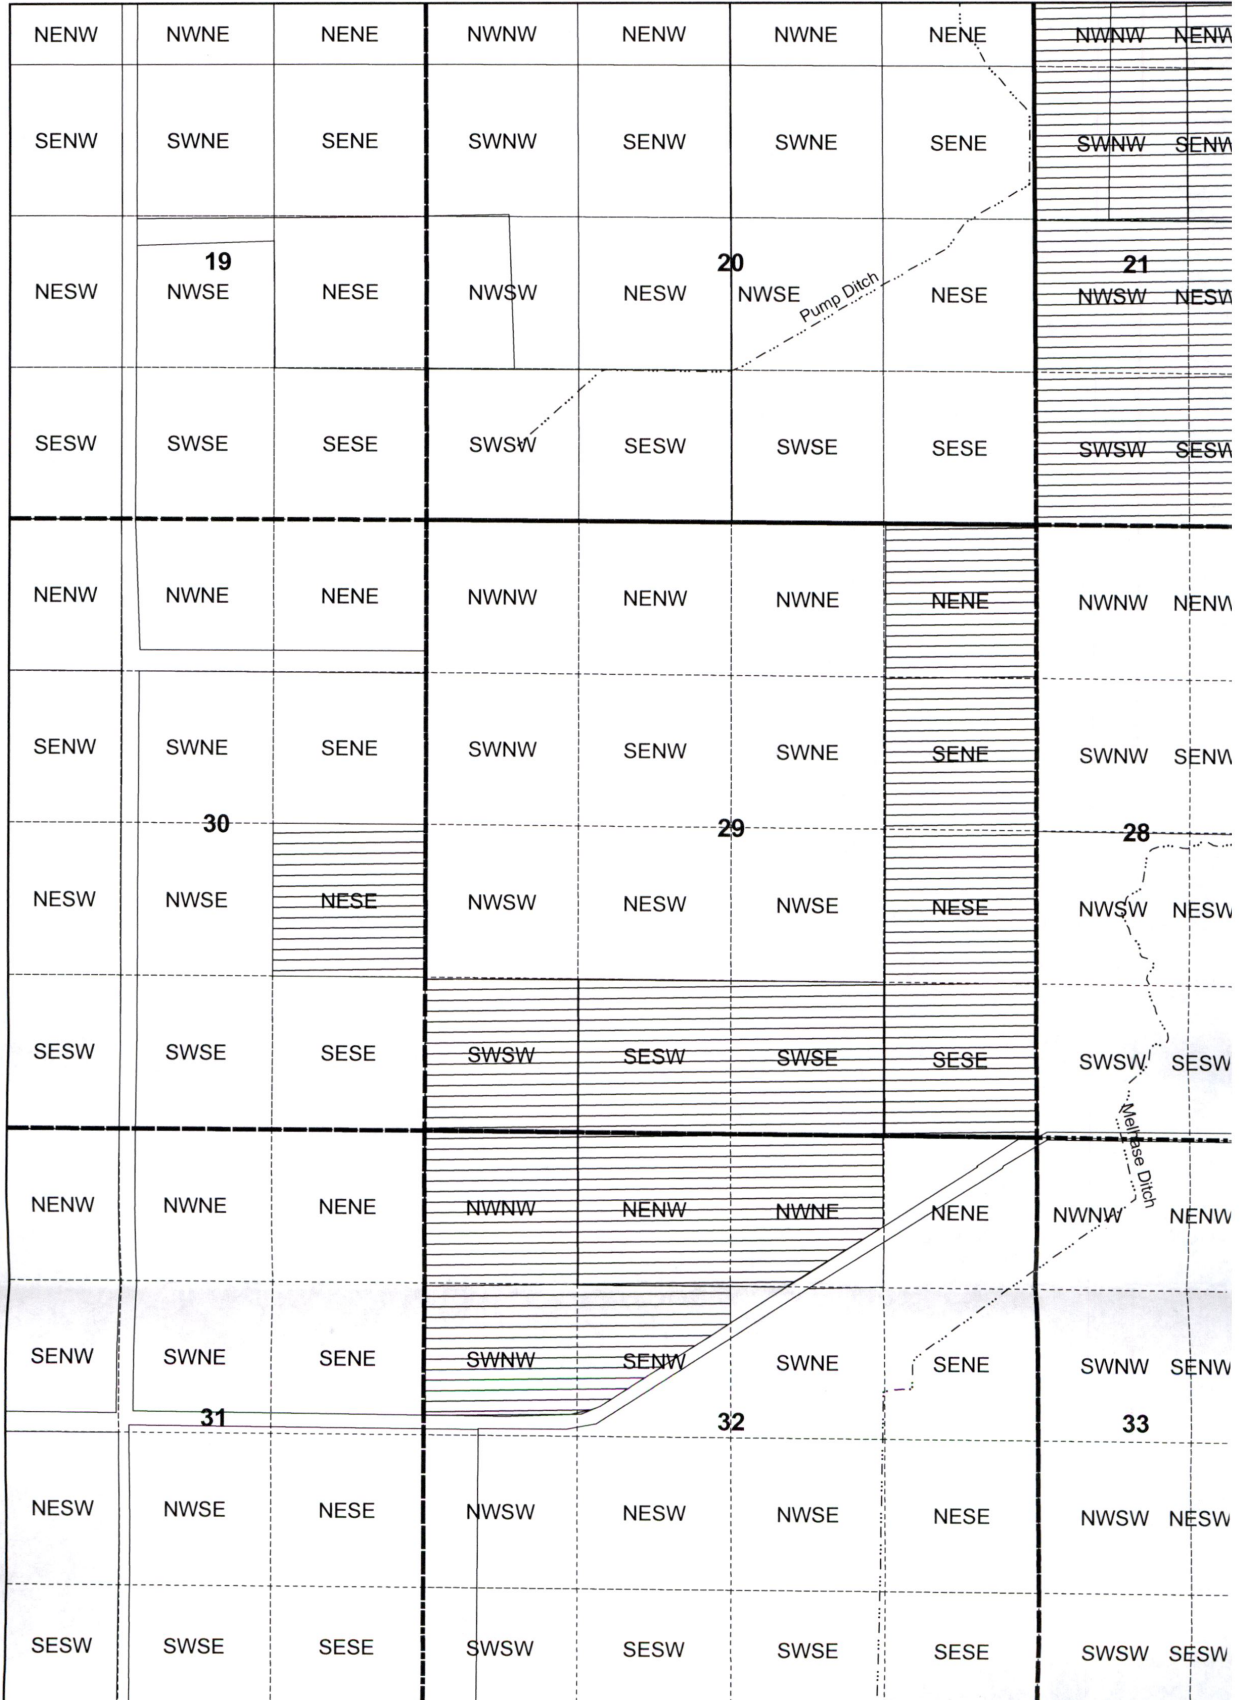 NENW NWNE NENE NWNW NENW NWNE NENE NWNW NENW
SENW SWNE SENE SWNW SENW SWNE SENE SWNW SENW
19 20 21
NESW NWSE NESE NWSW NESW NWSE Pump Ditch NESE NWSW NESW
SESW SWSE SESE SWSW SESW SWSE SESE SWSW SESW
NENW NWNE NENE NWNW NENW NWNE NENE NWNW NENW
SENW SWNE SENE SWNW SENW SWNE SENE SWNW SENW
30 29 28
NESW NWSE NESE NWSW NESW NWSE NESE NWSW NESW
SESW SWSE SESE SWSW SESW SWSE SESE SWSW SESW
Melhase Ditch
NENW NWNE NENE NWNW NENW NWNE NENE NWNW NENW
SENW SWNE SENE SWNW SENW SWNE SENE SWNW SENW
31 32 33
NESW NWSE NESE NWSW NESW NWSE NESE NWSW NESW
SESW SWSE SESE SWSW SESW SWSE SESE SWSW SESW